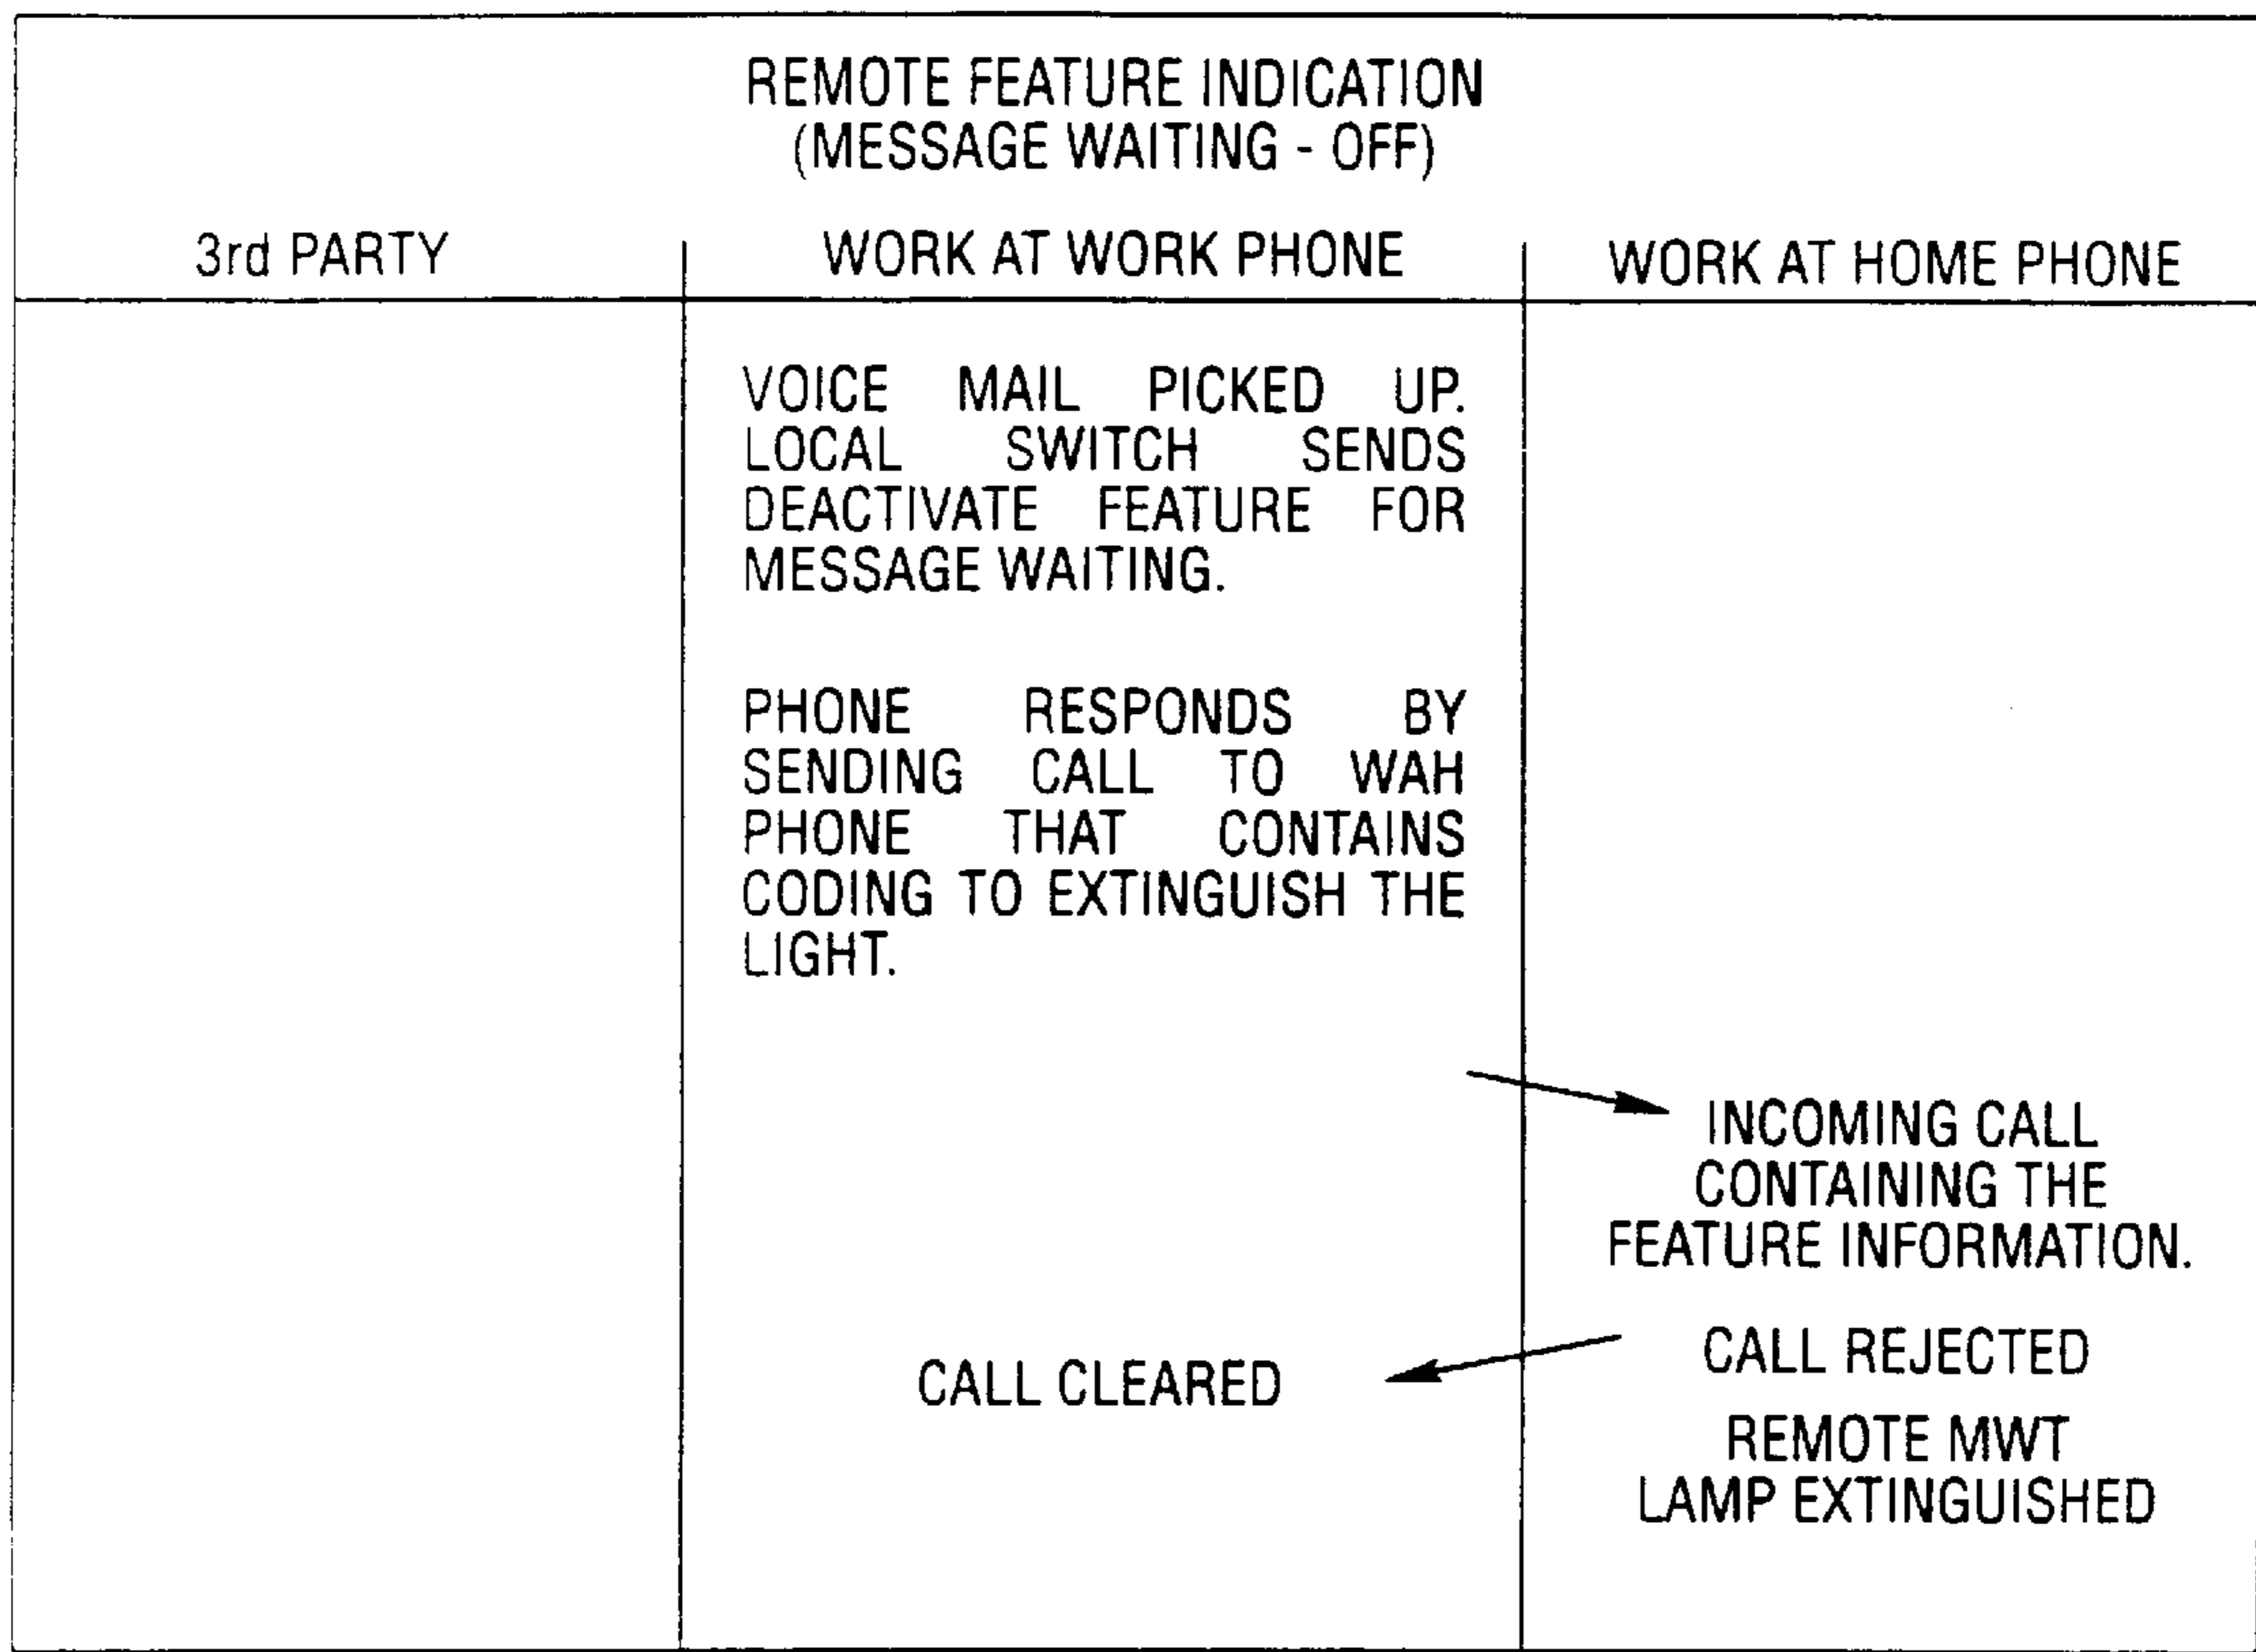 REMOTE FEATURE INDICATION
(MESSAGE WAITING - OFF)
3rd PARTY
WORK AT WORK PHONE
WORK AT HOME PHONE
VOICE MAIL PICKED UP.
LOCAL SWITCH SENDS
DEACTIVATE FEATURE FOR
MESSAGE WAITING.
PHONE RESPONDS BY
SENDING CALL TO WAH
PHONE THAT CONTAINS
CODING TO EXTINGUISH THE
LIGHT.
INCOMING CALL
CONTAINING THE
FEATURE INFORMATION.
CALL REJECTED
CALL CLEARED
REMOTE MWT
LAMP EXTINGUISHED